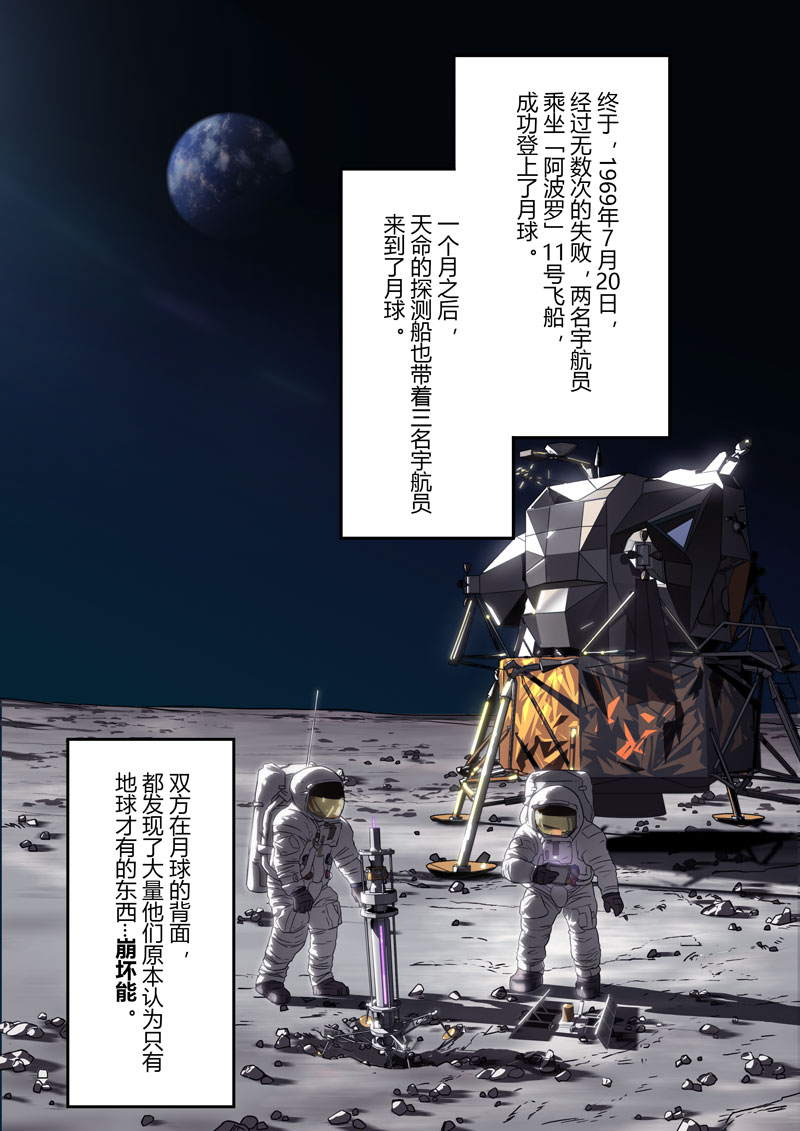 终于，1969年7月20日，
经过无数次的失败，两名宇航员
乘坐「阿波罗」11号飞船，
成功登上了月球。
一个月之后，
天命的探测船也带着三名宇航员
来到了月球。
双方在月球的背面，
都发现了大量他们原本认为只有
地球才有的东西…崩坏能。